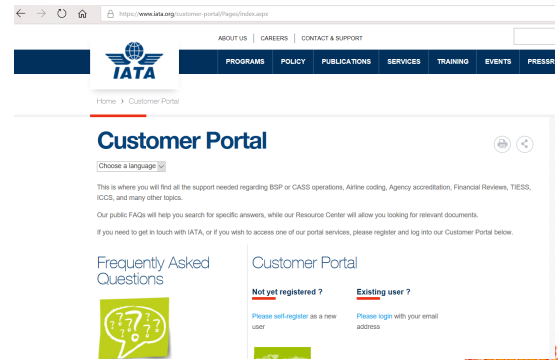 https://www.iata.org/customer-portal/Pages/index.aspx
ABOUT US | CAREERS | CONTACT & SUPPORT
IATA
PROGRAMS POLICY PUBLICATIONS SERVICES TRAINING EVENTS PRESSR
Home > Customer Portal
Customer Portal
Choose a language
This is where you will find all the support needed regarding BSP or CASS operations, Airline coding, Agency accreditation, Financial Reviews, TIESS,
ICCS, and many other topics.
Our public FAQs will help you search for specific answers, while our Resource Center will allow you looking for relevant documents.
If you need to get in touch with IATA, or if you wish to access one of our portal services, please register and log into our Customer Portal below.
Frequently Asked
Questions
Customer Portal
Not yet registered ?
Please self-register as a new
user
Existing user ?
Please login with your email
address